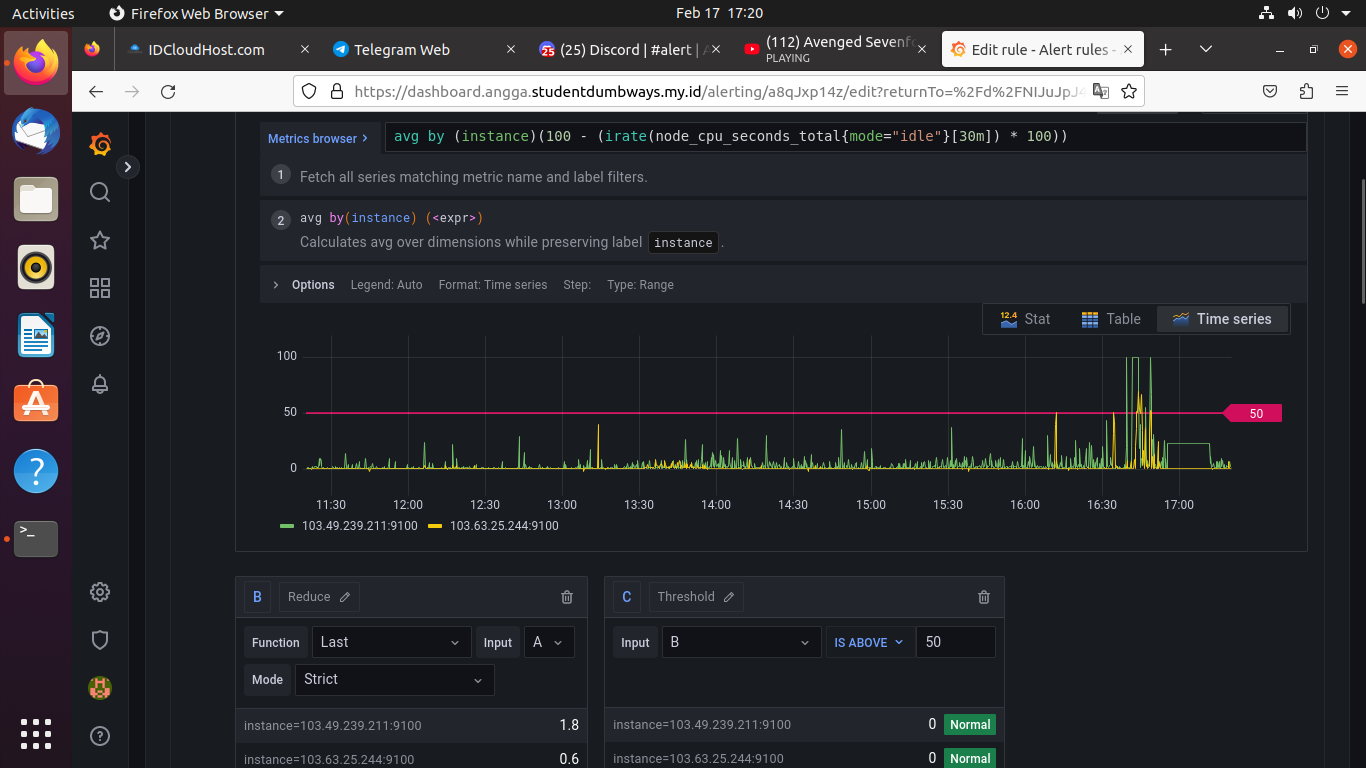 Activities
Firefox Web Browser
Feb 17 17:20
IDCloudHost.com
Telegram Web
25
(25) Discord | #alert |
(112) Avenged Sevenf
PLAYING
Edit rule - Alert rules -
https://dashboard.angga.studentdumbways.my.id/alerting/a8qJxp14z/edit?returnTo=%2Fd%2FNIJuJpJ4
Metrics browser >
avg by (instance)(100 - (irate(node_cpu_seconds_total{mode="idle"}[30m]) * 100))
1 Fetch all series matching metric name and label filters.
2 avg by(instance) (<expr>)
Calculates avg over dimensions while preserving label instance .
> Options Legend: Auto Format: Time series Step: Type: Range
12.4 Stat Table Time series
100
50
50
0
11:30 12:00 12:30 13:00 13:30 14:00 14:30 15:00 15:30 16:00 16:30 17:00
103.49.239.211:9100 103.63.25.244:9100
B Reduce
Function Last Input A
Mode Strict
instance=103.49.239.211:9100 1.8
instance=103.63.25.244:9100 0.6
C Threshold
Input B IS ABOVE 50
instance=103.49.239.211:9100 0 Normal
instance=103.63.25.244:9100 0 Normal